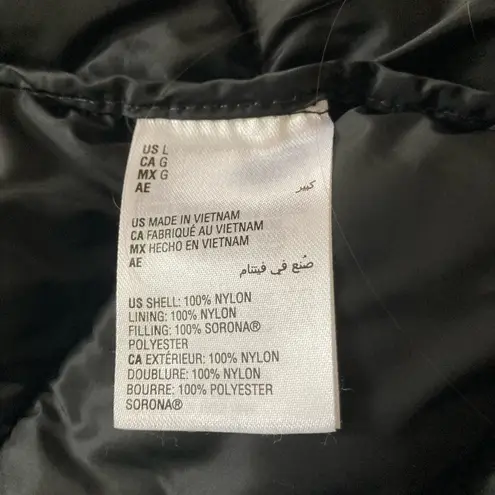 US L
CA G
MX G
AE كبير
US MADE IN VIETNAM
CA FABRIQUÉ AU VIETNAM
MX HECHO EN VIETNAM
AE
صُنع في فيتنام
US SHELL: 100% NYLON
LINING: 100% NYLON
FILLING: 100% SORONA®
POLYESTER
CA EXTÉRIEUR: 100% NYLON
DOUBLURE: 100% NYLON
BOURRE: 100% POLYESTER
SORONA®